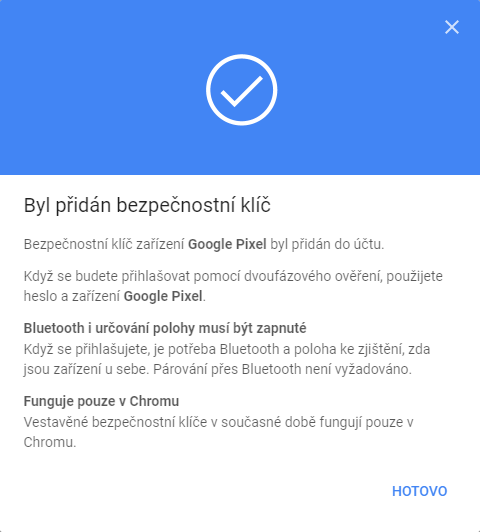 Byl přidán bezpečnostní klíč
Bezpečnostní klíč zařízení Google Pixel byl přidán do účtu.
Když se budete přihlašovat pomocí dvoufázového ověření, použijete
heslo a zařízení Google Pixel.
Bluetooth i určování polohy musí být zapnuté
Když se přihlašujete, je potřeba Bluetooth a poloha ke zjištění, zda
jsou zařízení u sebe. Párování přes Bluetooth není vyžadováno.
Funguje pouze v Chromu
Vestavěné bezpečnostní klíče v současné době fungují pouze v
Chromu.
HOTOVO